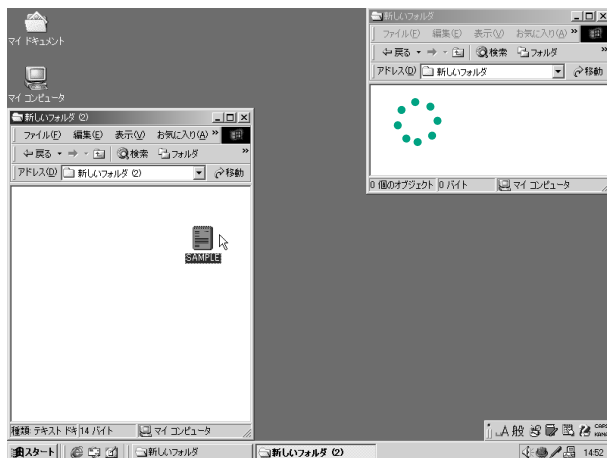 マイ ドキュメント
マイ コンピュータ
新しいフォルダ
ファイル(F) 編集(E) 表示(V) お気に入り(A) »
戻る 検索 フォルダ »
アドレス(D) 新しいフォルダ 移動
0 個のオブジェクト 0 バイト マイ コンピュータ
新しいフォルダ (2)
ファイル(F) 編集(E) 表示(V) お気に入り(A) »
戻る 検索 フォルダ »
アドレス(D) 新しいフォルダ (2) 移動
SAMPLE
種類: テキスト ドキ 14 バイト マイ コンピュータ
A 般 CAPS KANA
スタート 新しいフォルダ 新しいフォルダ (2) 14:52